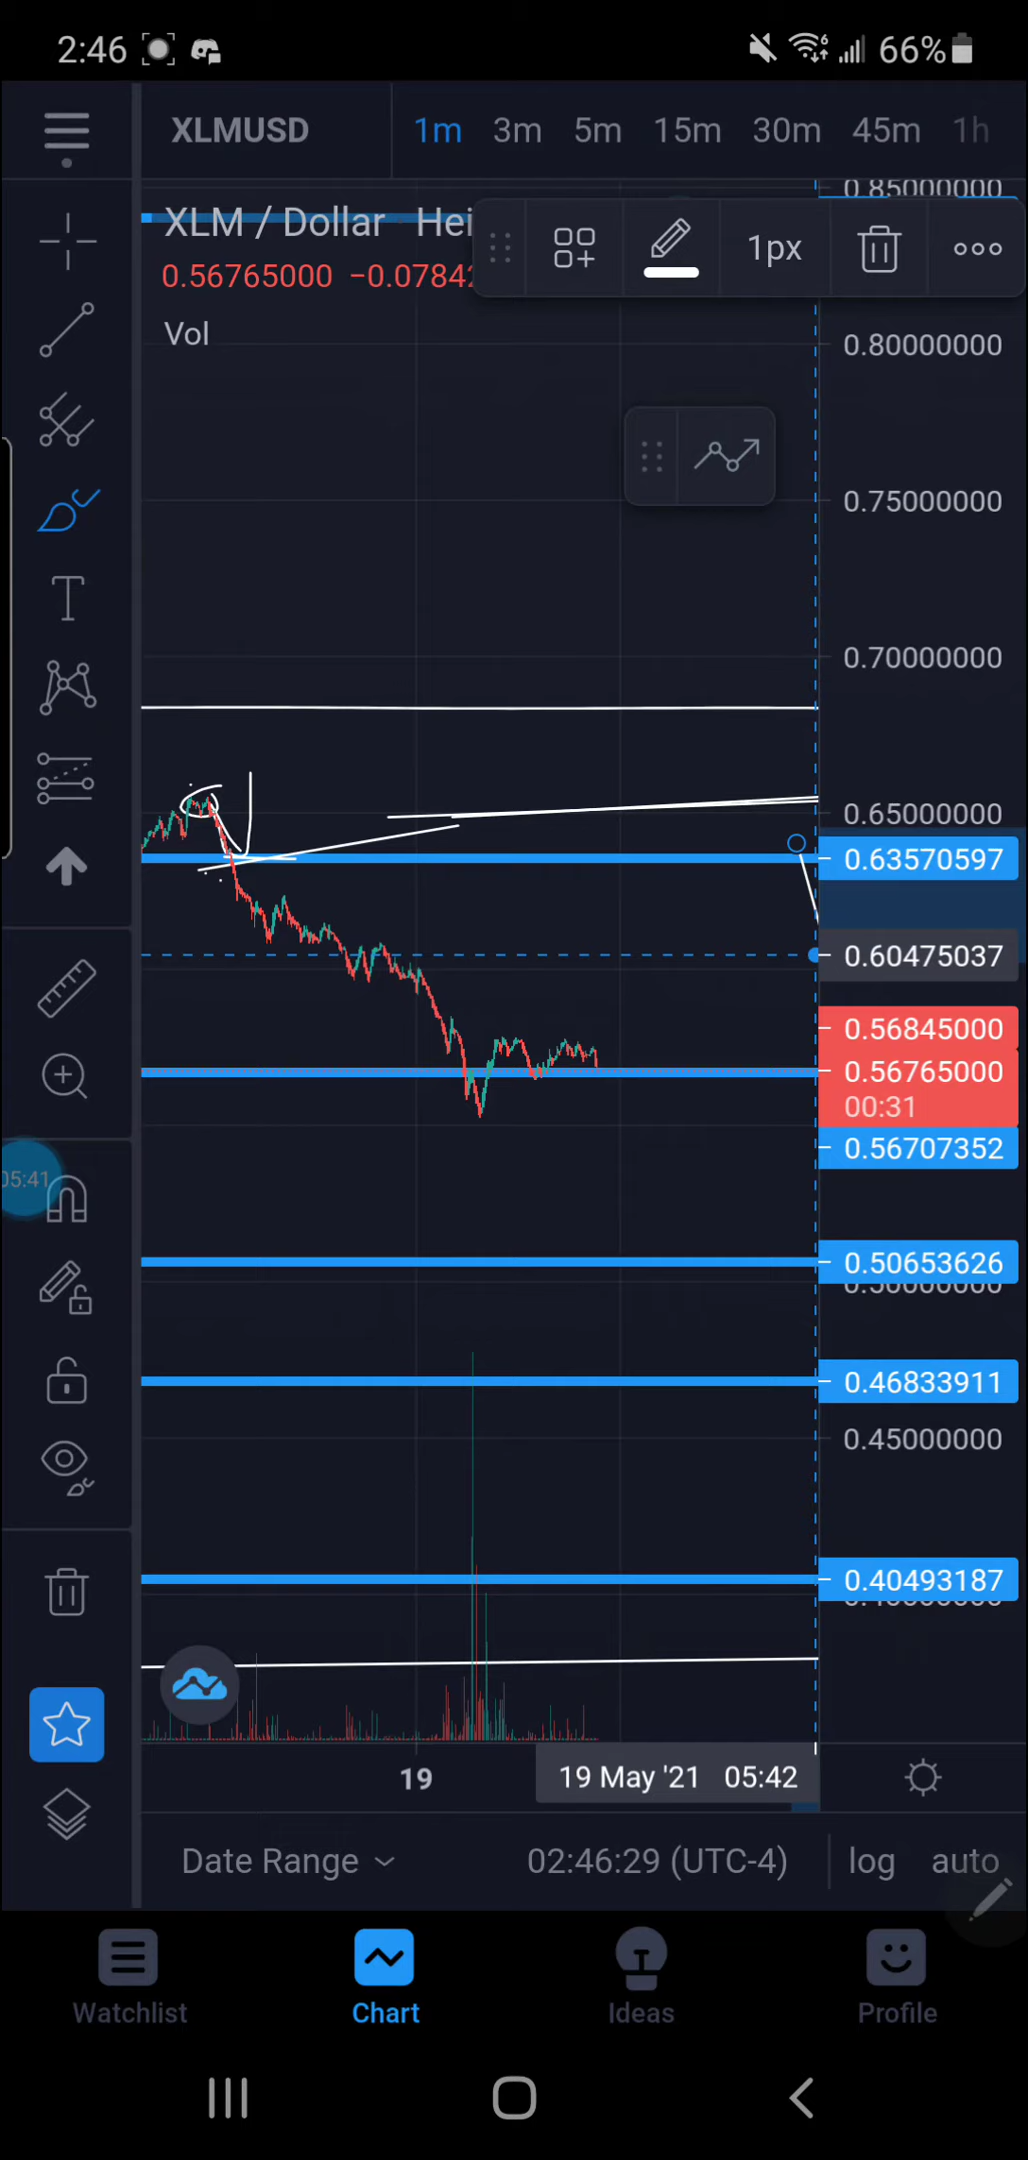 2:46 66%
XLMUSD 1m 3m 5m 15m 30m 45m 1h
0.85000000
XLM / Dollar Hei
1px
0.56765000 −0.07842
Vol
0.80000000
0.75000000
0.70000000
0.65000000
0.63570597
0.60475037
0.56845000
0.56765000
00:31
0.56707352
05:41
0.50653626
0.46833911
0.45000000
0.40493187
19 19 May '21 05:42
Date Range 02:46:29 (UTC-4) log auto
Watchlist Chart Ideas Profile